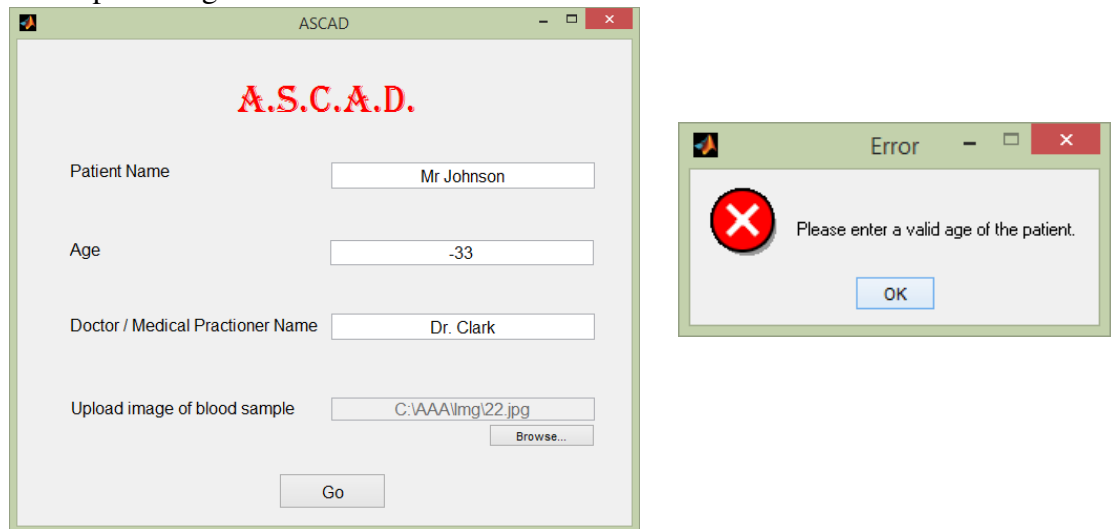 ASCAD
A.S.C.A.D.
Patient Name
Mr Johnson
Age
-33
Doctor / Medical Practioner Name
Dr. Clark
Upload image of blood sample
C:\AAA\Img\22.jpg
Browse...
Go
Error
Please enter a valid age of the patient.
OK